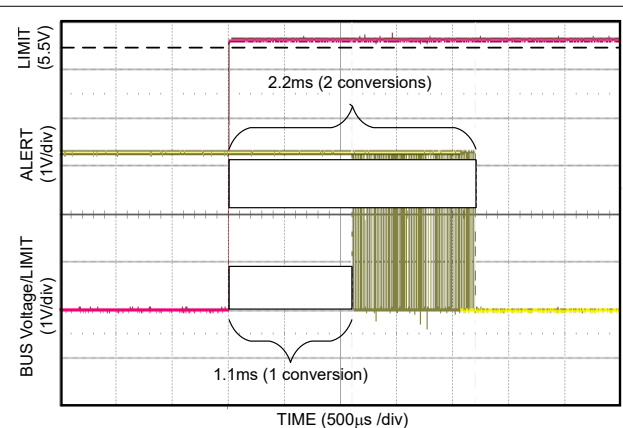 LIMIT
(5.5V)
2.2ms (2 conversions)
ALERT
(1V/div)
BUS Voltage/LIMIT
(1V/div)
1.1ms (1 conversion)
TIME (500µs /div)